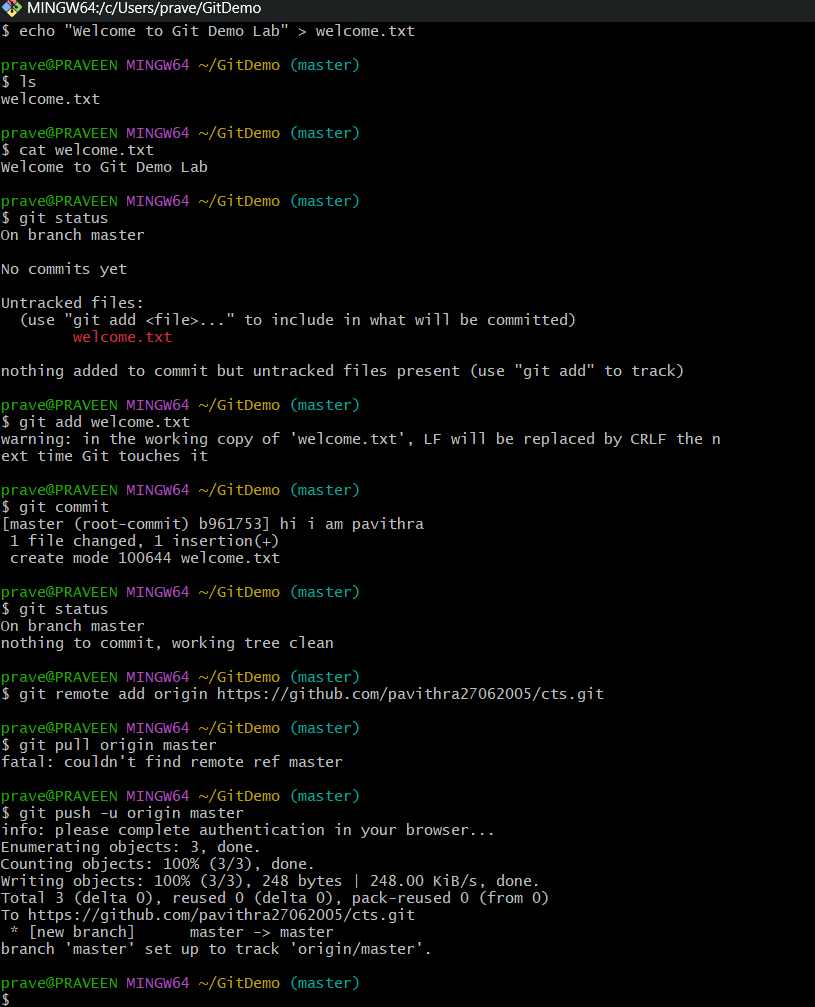 MINGW64:/c/Users/prave/GitDemo
$ echo "Welcome to Git Demo Lab" > welcome.txt
prave@PRAVEEN MINGW64 ~/GitDemo (master)
$ ls
welcome.txt
prave@PRAVEEN MINGW64 ~/GitDemo (master)
$ cat welcome.txt
Welcome to Git Demo Lab
prave@PRAVEEN MINGW64 ~/GitDemo (master)
$ git status
On branch master
No commits yet
Untracked files:
  (use "git add <file>..." to include in what will be committed)
        welcome.txt
nothing added to commit but untracked files present (use "git add" to track)
prave@PRAVEEN MINGW64 ~/GitDemo (master)
$ git add welcome.txt
warning: in the working copy of 'welcome.txt', LF will be replaced by CRLF the n
ext time Git touches it
prave@PRAVEEN MINGW64 ~/GitDemo (master)
$ git commit
[master (root-commit) b961753] hi i am pavithra
 1 file changed, 1 insertion(+)
 create mode 100644 welcome.txt
prave@PRAVEEN MINGW64 ~/GitDemo (master)
$ git status
On branch master
nothing to commit, working tree clean
prave@PRAVEEN MINGW64 ~/GitDemo (master)
$ git remote add origin https://github.com/pavithra27062005/cts.git
prave@PRAVEEN MINGW64 ~/GitDemo (master)
$ git pull origin master
fatal: couldn't find remote ref master
prave@PRAVEEN MINGW64 ~/GitDemo (master)
$ git push -u origin master
info: please complete authentication in your browser...
Enumerating objects: 3, done.
Counting objects: 100% (3/3), done.
Writing objects: 100% (3/3), 248 bytes | 248.00 KiB/s, done.
Total 3 (delta 0), reused 0 (delta 0), pack-reused 0 (from 0)
To https://github.com/pavithra27062005/cts.git
 * [new branch]      master -> master
branch 'master' set up to track 'origin/master'.
prave@PRAVEEN MINGW64 ~/GitDemo (master)
$